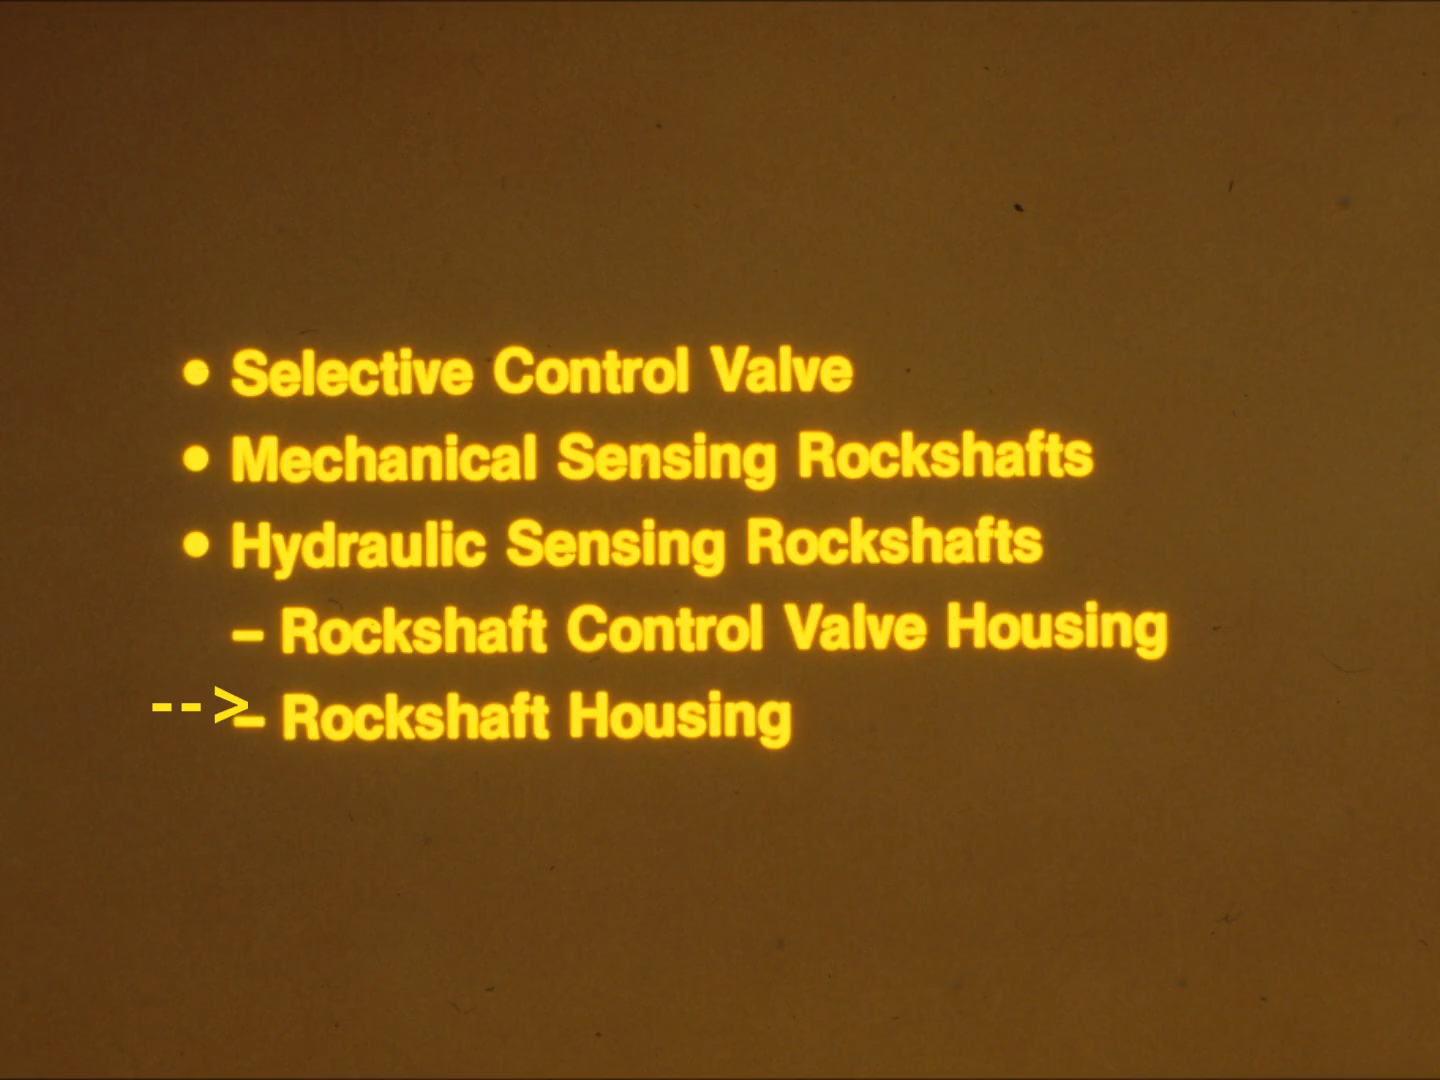 • Selective Control Valve
• Mechanical Sensing Rockshafts
• Hydraulic Sensing Rockshafts
– Rockshaft Control Valve Housing
-->– Rockshaft Housing